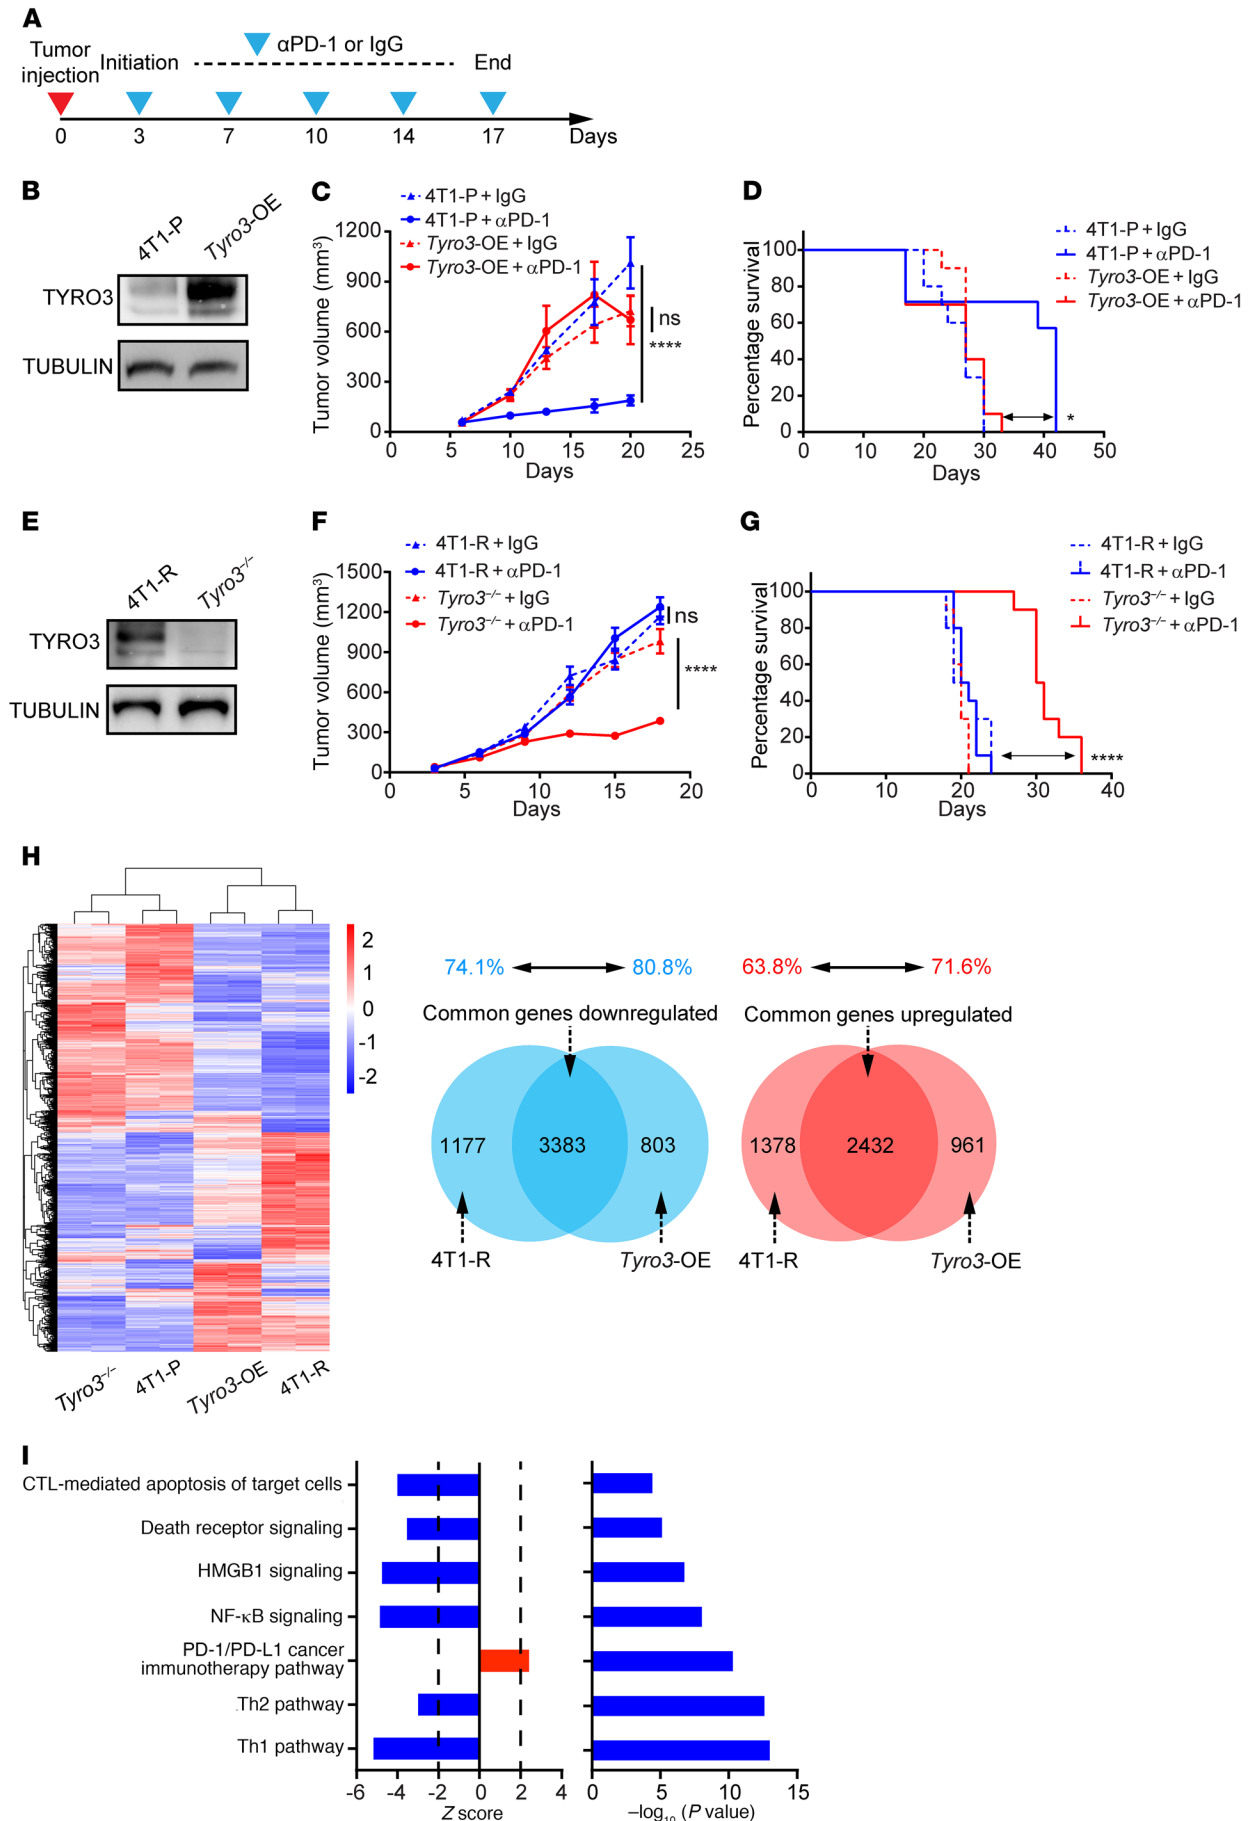 A
Tumor
injection
Initiation
αPD-1 or IgG
End
0 3 7 10 14 17 Days
B
4T1-P
Tyro3-OE
TYRO3
TUBULIN
C
4T1-P + IgG
4T1-P + αPD-1
Tyro3-OE + IgG
Tyro3-OE + αPD-1
Tumor volume (mm³)
1200
900
600
300
0
ns
****
0 5 10 15 20 25
Days
D
4T1-P + IgG
4T1-P + αPD-1
Tyro3-OE + IgG
Tyro3-OE + αPD-1
Percentage survival
100
80
60
40
20
0
*
0 10 20 30 40 50
Days
E
4T1-R
Tyro3⁻/⁻
TYRO3
TUBULIN
F
4T1-R + IgG
4T1-R + αPD-1
Tyro3⁻/⁻ + IgG
Tyro3⁻/⁻ + αPD-1
Tumor volume (mm³)
1500
1200
900
600
300
0
ns
****
0 5 10 15 20
Days
G
4T1-R + IgG
4T1-R + αPD-1
Tyro3⁻/⁻ + IgG
Tyro3⁻/⁻ + αPD-1
Percentage survival
100
80
60
40
20
0
****
0 10 20 30 40
Days
H
2
1
0
-1
-2
Tyro3⁻/⁻
4T1-P
Tyro3-OE
4T1-R
74.1% 80.8%
Common genes downregulated
1177 3383 803
4T1-R Tyro3-OE
63.8% 71.6%
Common genes upregulated
1378 2432 961
4T1-R Tyro3-OE
I
CTL-mediated apoptosis of target cells
Death receptor signaling
HMGB1 signaling
NF-κB signaling
PD-1/PD-L1 cancer
immunotherapy pathway
Th2 pathway
Th1 pathway
-6 -4 -2 0 2 4
Z score
0 5 10 15
–log₁₀ (P value)